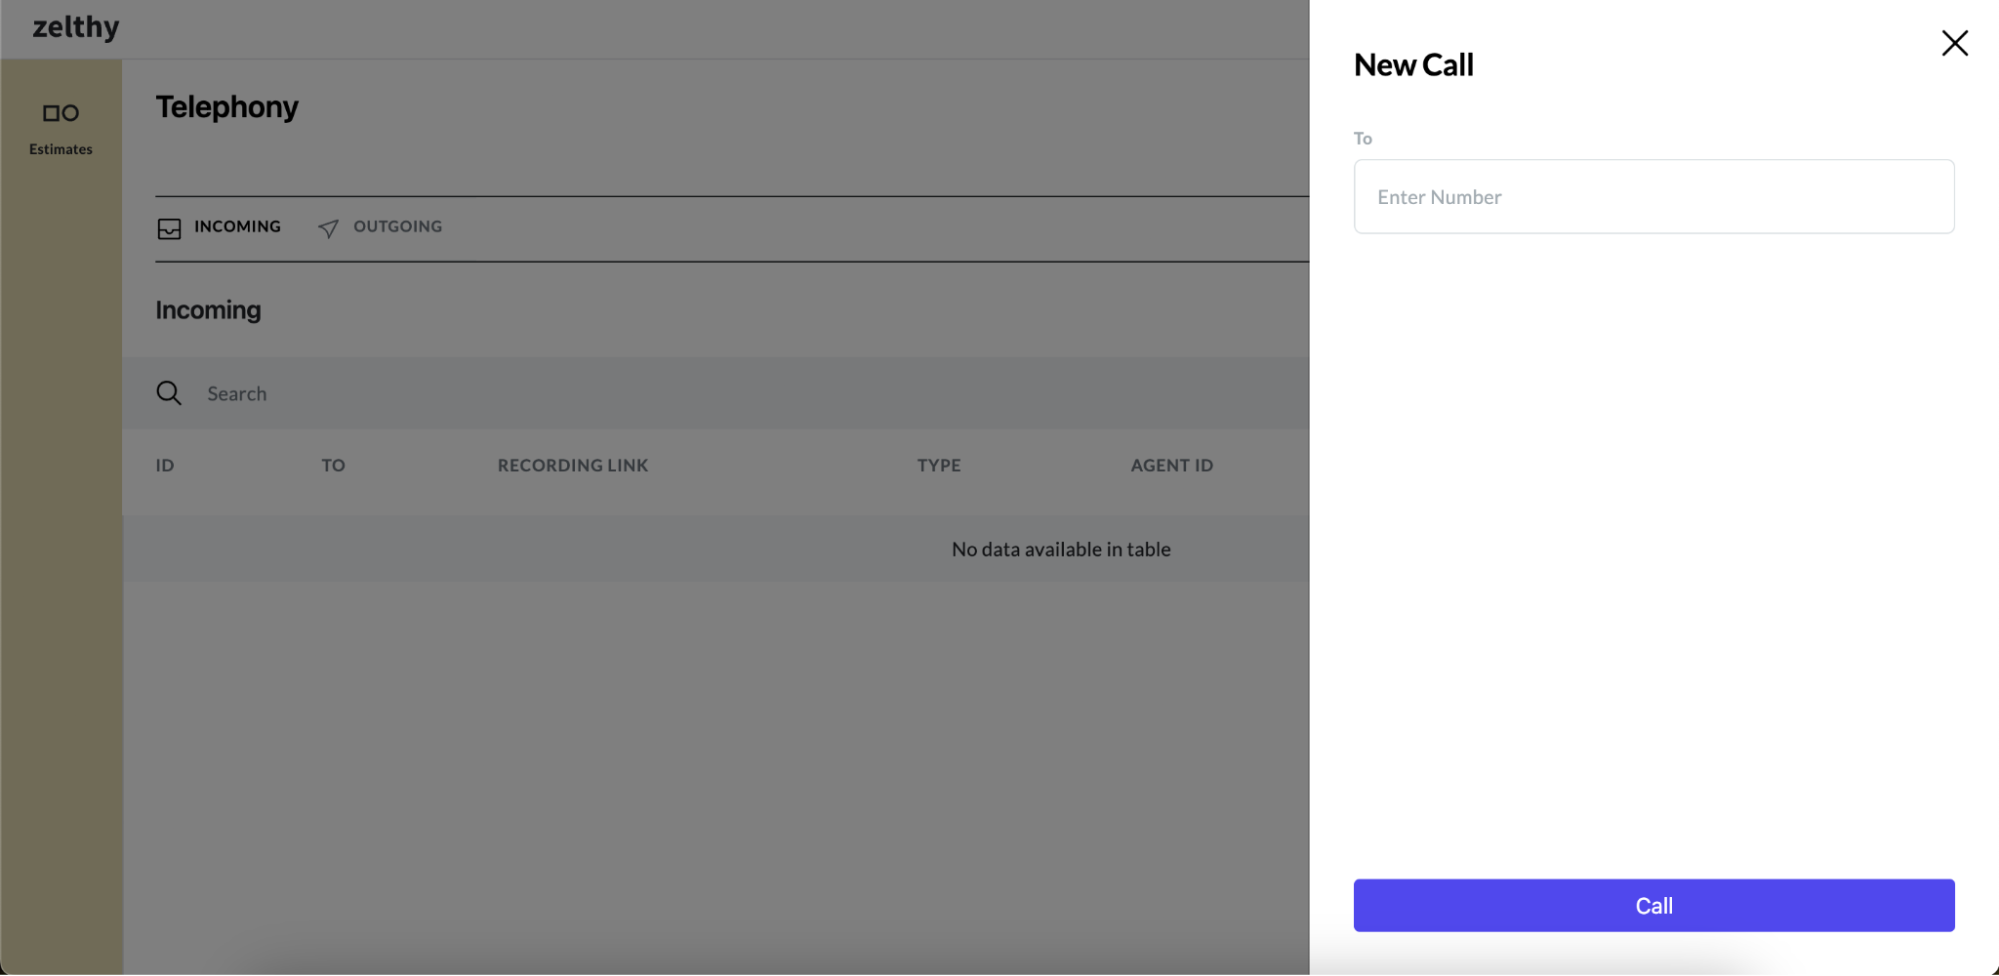 zelthy
Estimates
Telephony
INCOMING OUTGOING
Incoming
Search
ID TO RECORDING LINK TYPE AGENT ID
No data available in table
New Call
To
Enter Number
Call